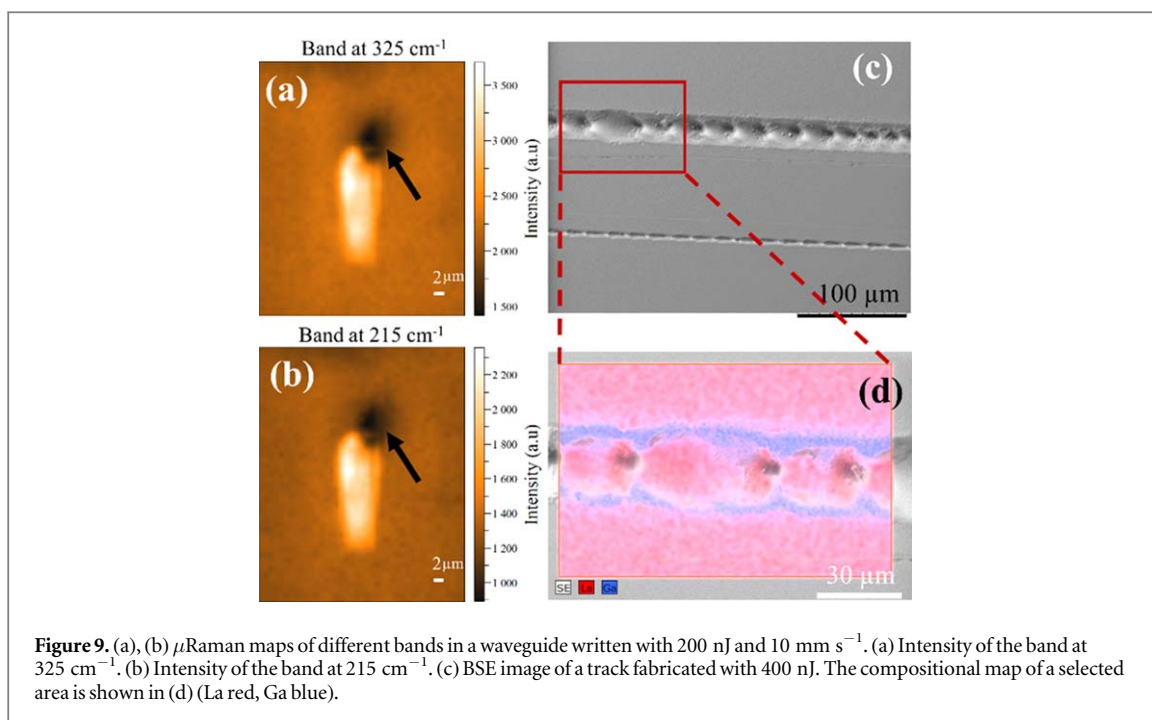 Band at 325 cm⁻¹
(a)
3 500
3 000
2 500
2 000
1 500
Intensity (a.u)
2μm
(c)
100 μm
Band at 215 cm⁻¹
(b)
2 200
2 000
1 800
1 600
1 400
1 200
1 000
Intensity (a.u)
2μm
(d)
SE La Ga
30 μm
Figure 9. (a), (b) μRaman maps of different bands in a waveguide written with 200 nJ and 10 mm s⁻¹. (a) Intensity of the band at
325 cm⁻¹. (b) Intensity of the band at 215 cm⁻¹. (c) BSE image of a track fabricated with 400 nJ. The compositional map of a selected
area is shown in (d) (La red, Ga blue).